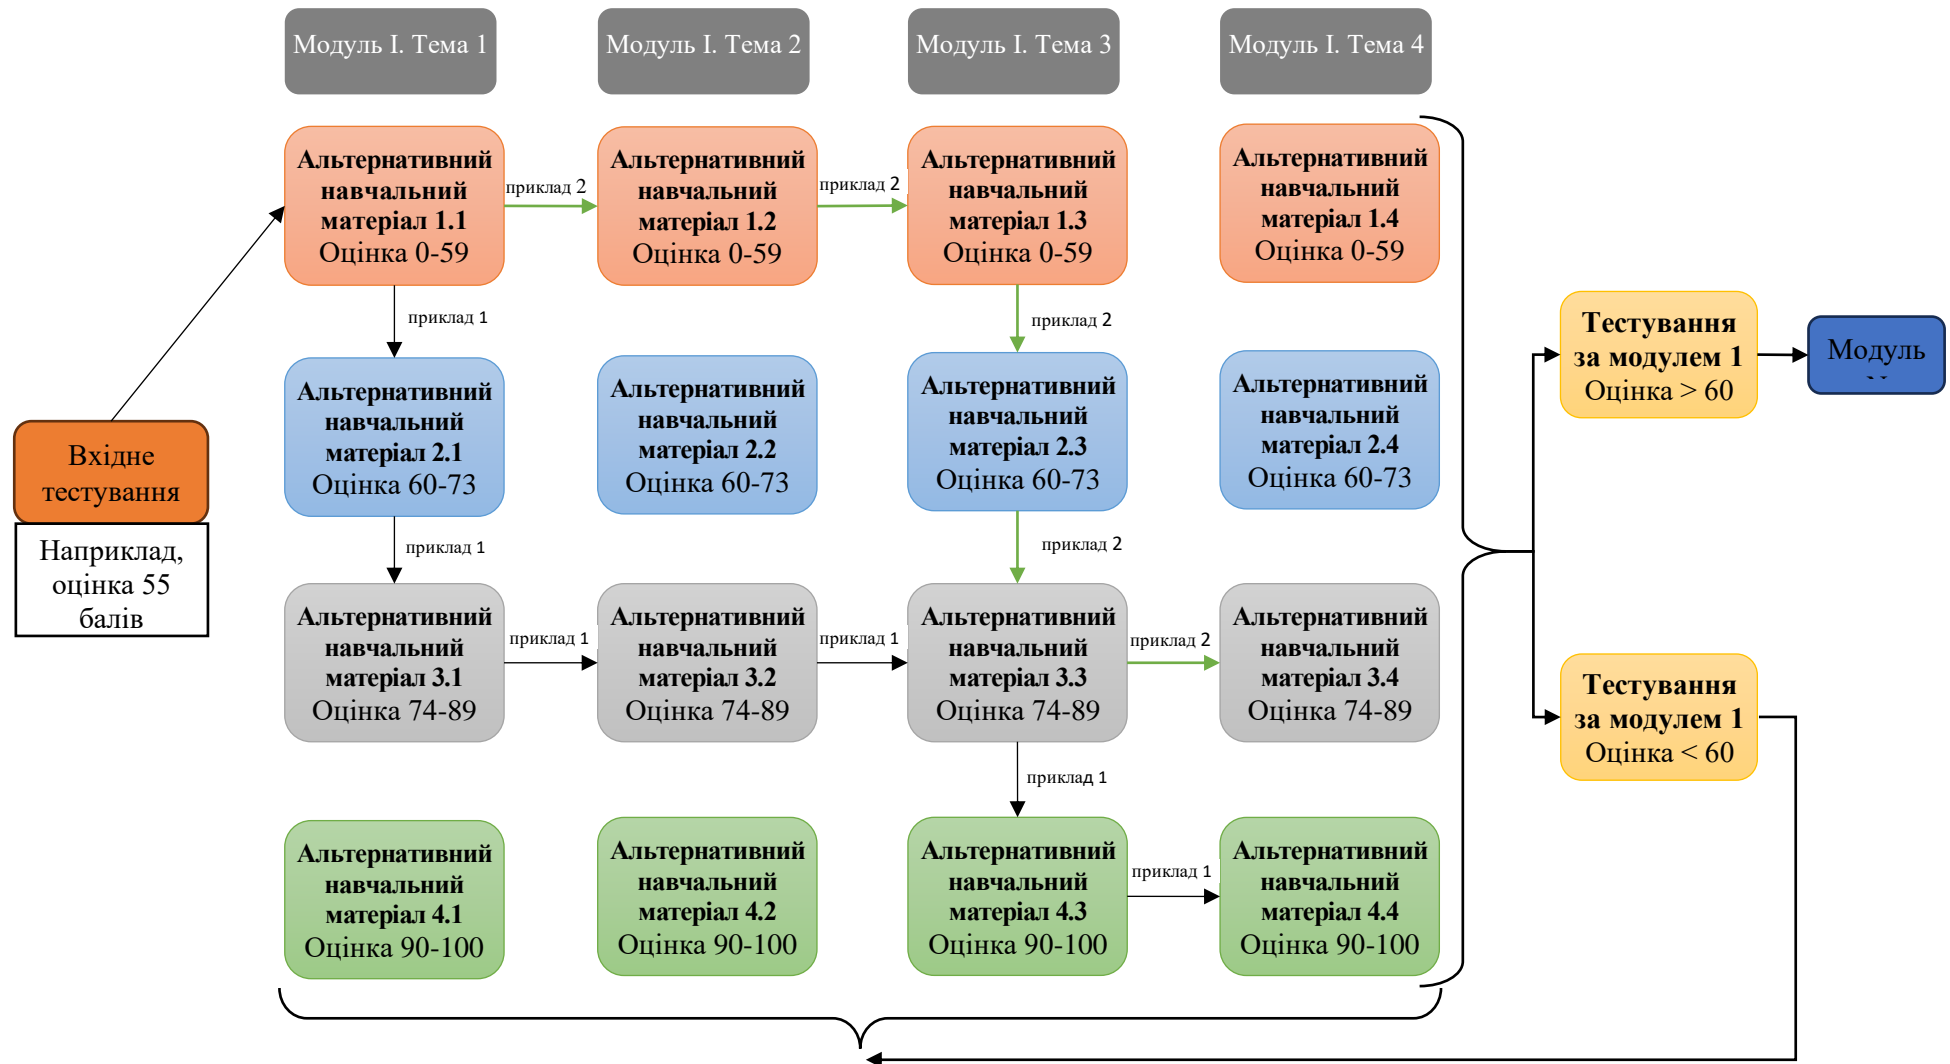 Модуль І. Тема 1
Модуль І. Тема 2
Модуль І. Тема 3
Модуль І. Тема 4
Альтернативний
навчальний
матеріал 1.1
Оцінка 0-59
приклад 2
Альтернативний
навчальний
матеріал 1.2
Оцінка 0-59
приклад 2
Альтернативний
навчальний
матеріал 1.3
Оцінка 0-59
Альтернативний
навчальний
матеріал 1.4
Оцінка 0-59
приклад 1
приклад 2
Альтернативний
навчальний
матеріал 2.1
Оцінка 60-73
Альтернативний
навчальний
матеріал 2.2
Оцінка 60-73
Альтернативний
навчальний
матеріал 2.3
Оцінка 60-73
Альтернативний
навчальний
матеріал 2.4
Оцінка 60-73
Тестування
за модулем 1
Оцінка > 60
Модуль
Вхідне
тестування
Наприклад,
оцінка 55
балів
приклад 1
приклад 2
Альтернативний
навчальний
матеріал 3.1
Оцінка 74-89
приклад 1
Альтернативний
навчальний
матеріал 3.2
Оцінка 74-89
приклад 1
Альтернативний
навчальний
матеріал 3.3
Оцінка 74-89
приклад 2
Альтернативний
навчальний
матеріал 3.4
Оцінка 74-89
Тестування
за модулем 1
Оцінка < 60
приклад 1
Альтернативний
навчальний
матеріал 4.1
Оцінка 90-100
Альтернативний
навчальний
матеріал 4.2
Оцінка 90-100
Альтернативний
навчальний
матеріал 4.3
Оцінка 90-100
приклад 1
Альтернативний
навчальний
матеріал 4.4
Оцінка 90-100